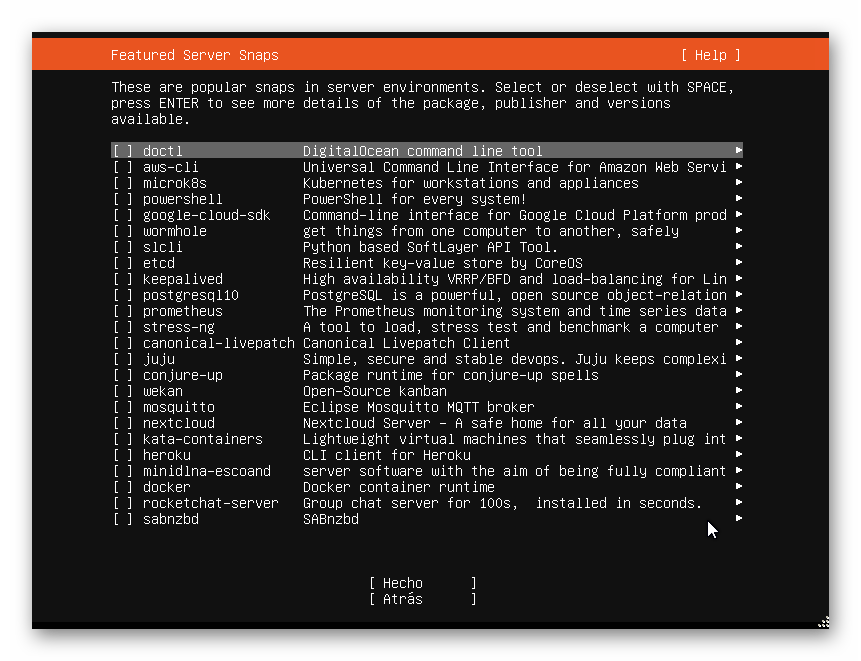 Featured Server Snaps [ Help ]
These are popular snaps in server environments. Select or deselect with SPACE,
press ENTER to see more details of the package, publisher and versions
available.
[ ] doctl DigitalOcean command line tool ▸
[ ] aws-cli Universal Command Line Interface for Amazon Web Servi ▸
[ ] microk8s Kubernetes for workstations and appliances ▸
[ ] powershell PowerShell for every system! ▸
[ ] google-cloud-sdk Command-line interface for Google Cloud Platform prod ▸
[ ] wormhole get things from one computer to another, safely ▸
[ ] slcli Python based SoftLayer API Tool. ▸
[ ] etcd Resilient key-value store by CoreOS ▸
[ ] keepalived High availability VRRP/BFD and load-balancing for Lin ▸
[ ] postgresql10 PostgreSQL is a powerful, open source object-relation ▸
[ ] prometheus The Prometheus monitoring system and time series data ▸
[ ] stress-ng A tool to load, stress test and benchmark a computer ▸
[ ] canonical-livepatch Canonical Livepatch Client ▸
[ ] juju Simple, secure and stable devops. Juju keeps complexi ▸
[ ] conjure-up Package runtime for conjure-up spells ▸
[ ] wekan Open-Source kanban ▸
[ ] mosquitto Eclipse Mosquitto MQTT broker ▸
[ ] nextcloud Nextcloud Server - A safe home for all your data ▸
[ ] kata-containers Lightweight virtual machines that seamlessly plug int ▸
[ ] heroku CLI client for Heroku ▸
[ ] minidlna-escoand server software with the aim of being fully compliant ▸
[ ] docker Docker container runtime ▸
[ ] rocketchat-server Group chat server for 100s, installed in seconds. ▸
[ ] sabnzbd SABnzbd ▸
[ Hecho ]
[ Atrás ]